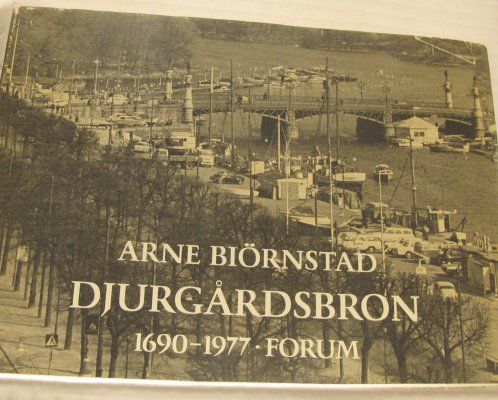 ARNE BIÖRNSTAD
DJURGÅRDSBRON
1690–1977 · FORUM